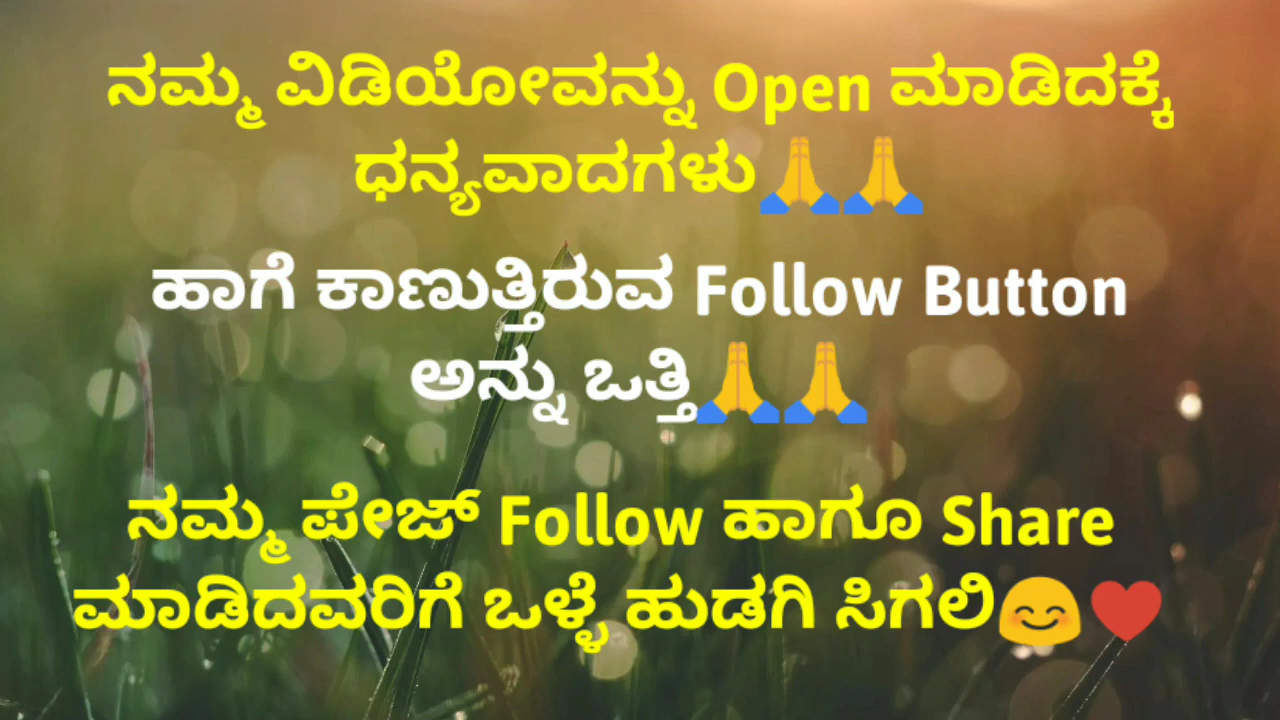 ನಮ್ಮ ವಿಡಿಯೋವನ್ನು Open ಮಾಡಿದಕ್ಕೆ
ಧನ್ಯವಾದಗಳು🙏🙏
ಹಾಗೆ ಕಾಣುತ್ತಿರುವ Follow Button
ಅನ್ನು ಒತ್ತಿ🙏🙏
ನಮ್ಮ ಪೇಜ್ Follow ಹಾಗೂ Share
ಮಾಡಿದವರಿಗೆ ಒಳ್ಳೆ ಹುಡಗಿ ಸಿಗಲಿ😊❤️